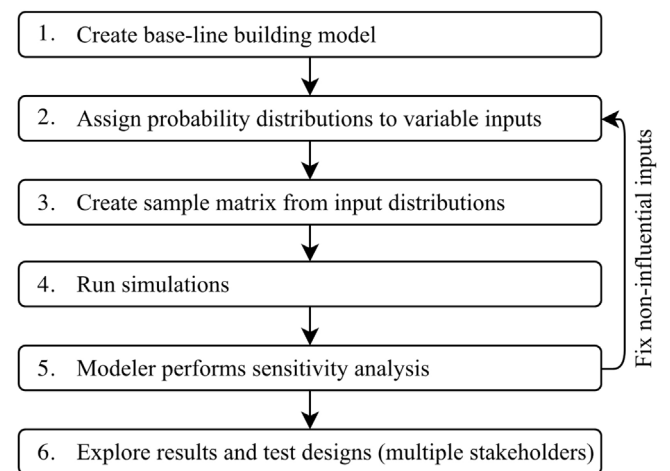 1. Create base-line building model
2. Assign probability distributions to variable inputs
3. Create sample matrix from input distributions
4. Run simulations
5. Modeler performs sensitivity analysis
6. Explore results and test designs (multiple stakeholders)
Fix non-influential inputs